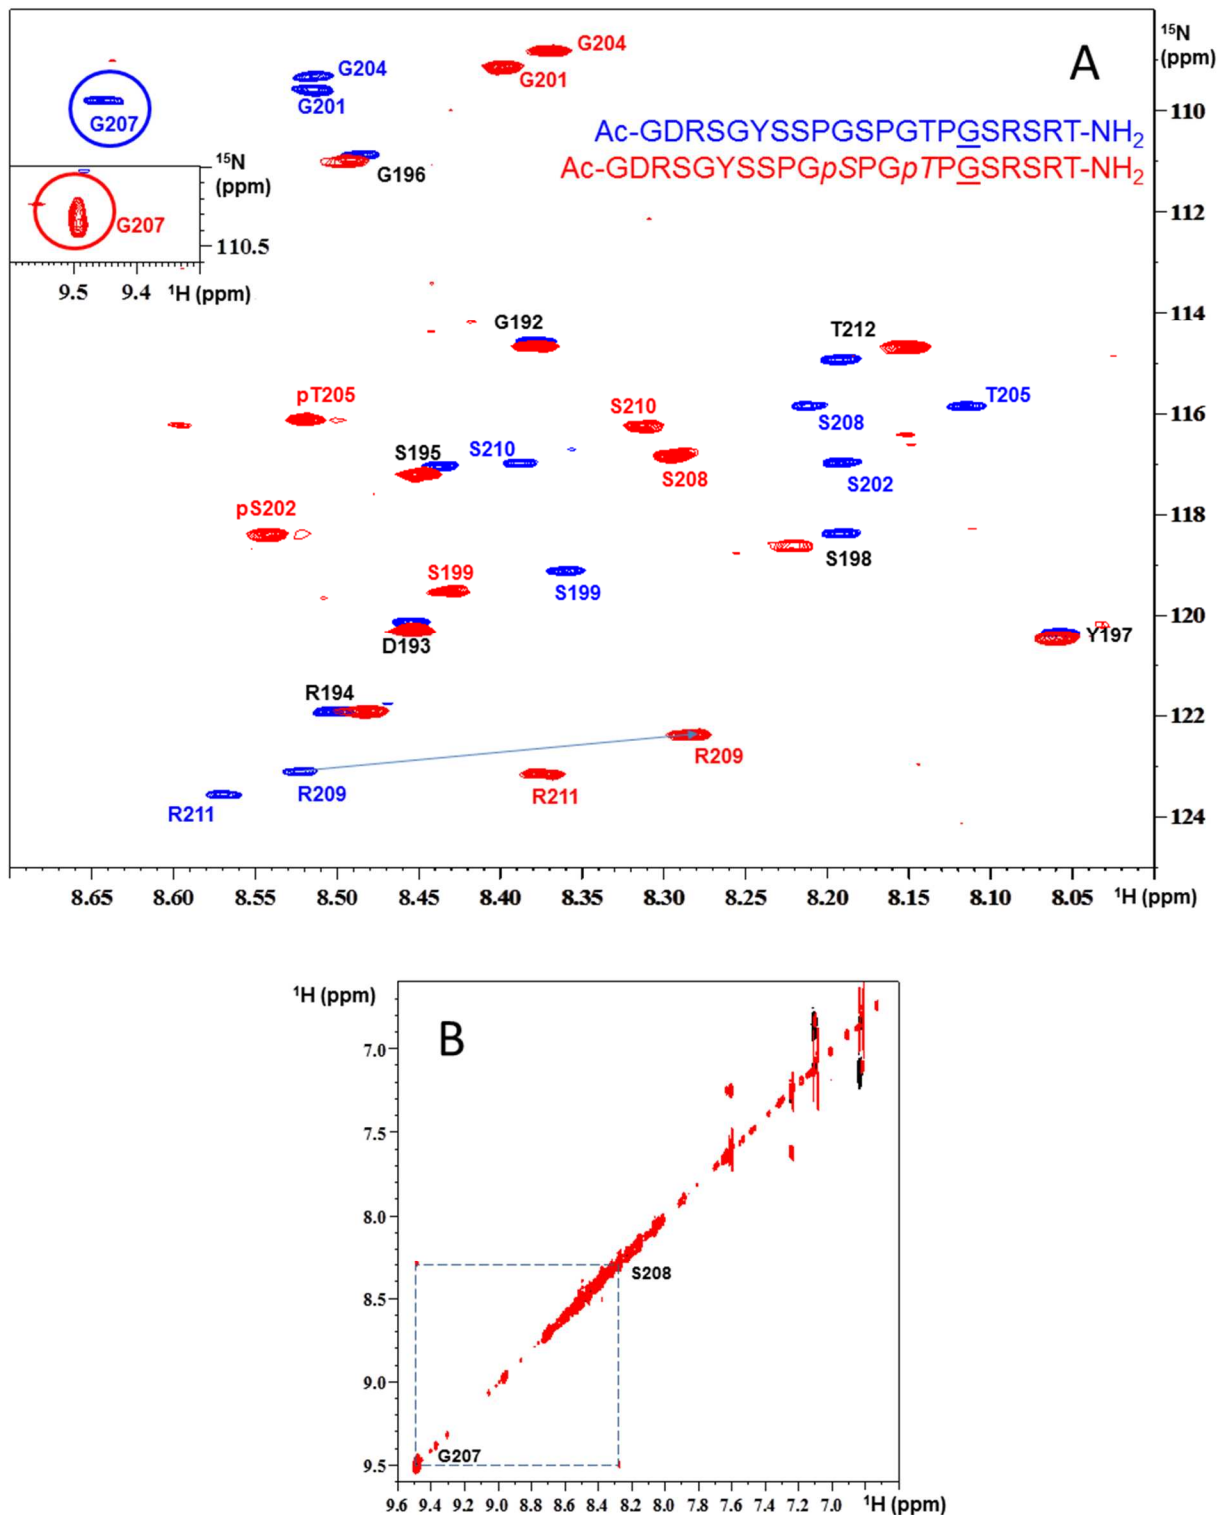 A
¹⁵N
(ppm)
G204
G204
G201
G201
G207
110
Ac-GDRSGYSSPGSPGTPGSRSRT-NH₂
Ac-GDRSGYSSPGpSPGpTPGSRSRT-NH₂
G196
¹⁵N
(ppm)
G207
110.5
9.5 9.4 ¹H (ppm)
112
G192
T212
114
pT205
S210
S208
T205
116
S195
S210
S208
S202
pS202
118
S198
S199
S199
120
D193
Y197
R194
122
R209
R211
R209
R211
124
8.65 8.60 8.55 8.50 8.45 8.40 8.35 8.30 8.25 8.20 8.15 8.10 8.05 ¹H (ppm)
¹H (ppm)
B
7.0
7.5
8.0
S208
8.5
9.0
G207
9.5
9.6 9.4 9.2 9.0 8.8 8.6 8.4 8.2 8.0 7.8 7.6 7.4 7.2 7.0 ¹H (ppm)